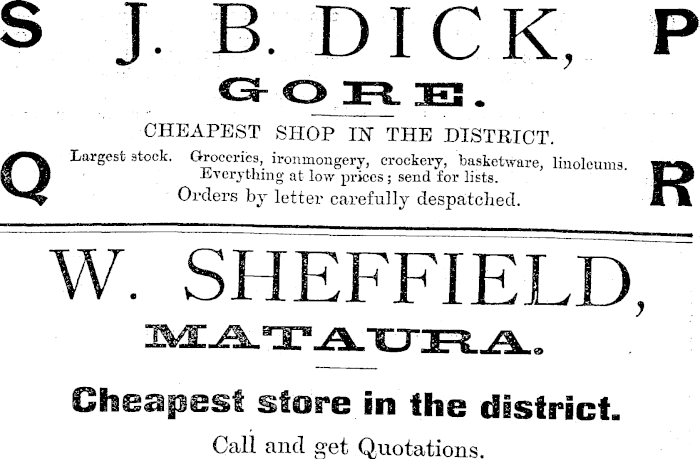 S J. B. DICK, P
GORE.
CHEAPEST SHOP IN THE DISTRICT.
Q Largest stock. Groceries, ironmongery, crockery, basketware, linoleums. R
Everything at low prices; send for lists.
Orders by letter carefully despatched.
W. SHEFFIELD,
MATAURA.
Cheapest store in the district.
Call and get Quotations.